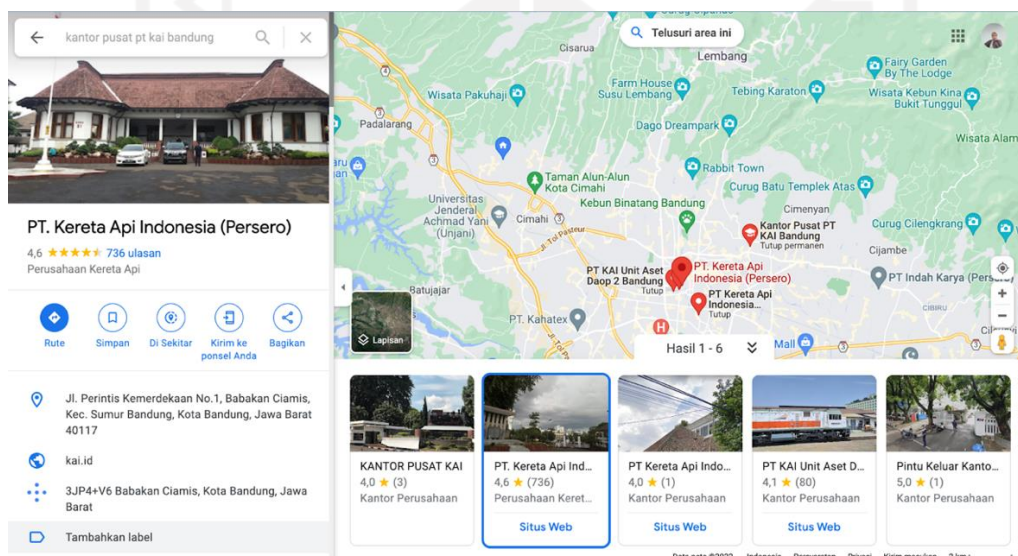 kantor pusat pt kai bandung
PT. Kereta Api Indonesia (Persero)
4,6 736 ulasan
Perusahaan Kereta Api
Rute
Simpan
Di Sekitar
Kirim ke
ponsel Anda
Bagikan
Jl. Perintis Kemerdekaan No.1, Babakan Ciamis,
Kec. Sumur Bandung, Kota Bandung, Jawa Barat
40117
kai.id
3JP4+V6 Babakan Ciamis, Kota Bandung, Jawa
Barat
Tambahkan label
Telusuri area ini
Cisarua
Lembang
Fairy Garden
By The Lodge
Wisata Pakuhaji
Farm House
Susu Lembang
Tebing Karaton
Wisata Kebun Kina
Bukit Tunggul
Padalarang
Dago Dreampark
Wisata Alam
Rabbit
Town
Taman Alun-Alun
Kota Cimahi
Curug Batu Templek Atas
Universitas
Jenderal
Achmad Yani
(Unjani)
Kebun Binatang Bandung
Cimahi
Cimenyan
Jl. Tol Pasteur
Kantor Pusat PT
KAI Bandung
Tutup permanen
Curug Cilengkrang
Cijambe
PT KAI Unit Aset
Daop 2 Bandung
Tutup
PT. Kereta Api
Indonesia (Persero)
PT Indah Karya (Persero)
Batujajar
PT Kereta Api
Indonesia...
Tutup
CIBIRU
PT. Kahatex
Lapisan
Hasil 1 - 6
Mall
KANTOR PUSAT KAI
4,0 (3)
Kantor Perusahaan
PT. Kereta Api Ind...
4,6 (736)
Perusahaan Keret...
Situs Web
PT Kereta Api Indo...
4,0 (1)
Kantor Perusahaan
Situs Web
PT KAI Unit Aset D...
4,1 (80)
Kantor Perusahaan
Situs Web
Pintu Keluar Kanto...
5,0 (1)
Kantor Perusahaan